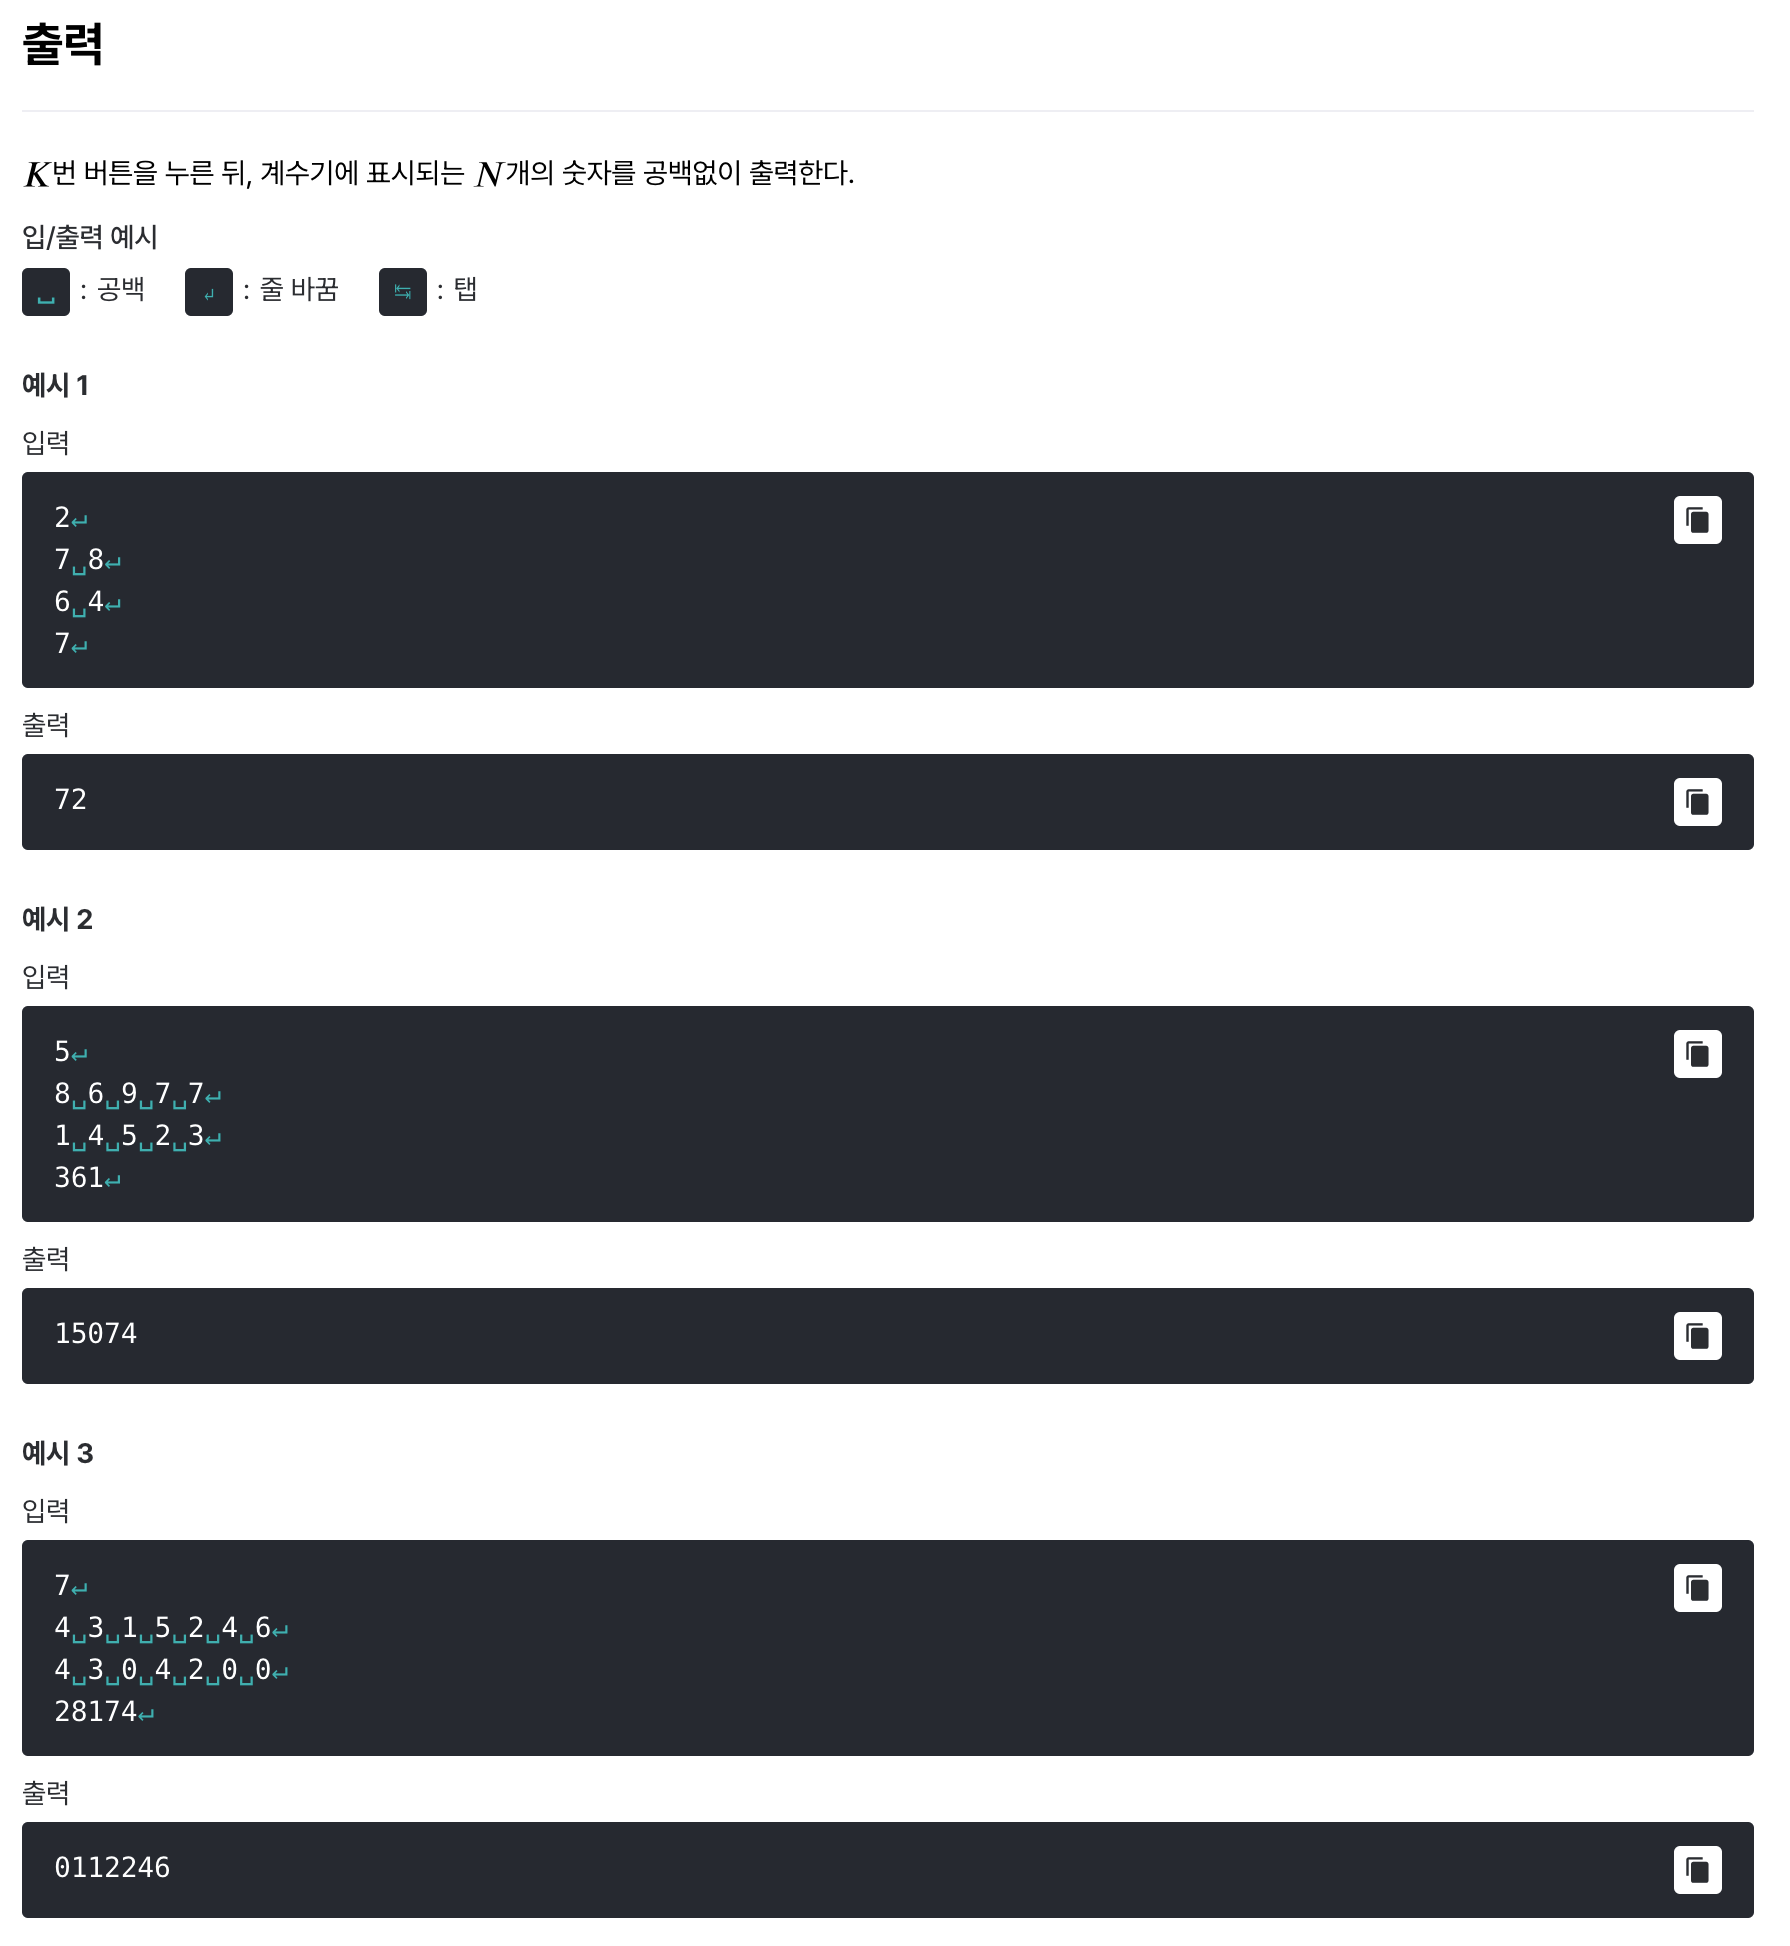 출력
K번 버튼을 누른 뒤, 계수기에 표시되는 N개의 숫자를 공백없이 출력한다.
입/출력 예시
␣ : 공백 ↵ : 줄 바꿈 ↹ : 탭
예시 1
입력
2↵
7␣8↵
6␣4↵
7↵
출력
72
예시 2
입력
5↵
8␣6␣9␣7␣7↵
1␣4␣5␣2␣3↵
361↵
출력
15074
예시 3
입력
7↵
4␣3␣1␣5␣2␣4␣6↵
4␣3␣0␣4␣2␣0␣0↵
28174↵
출력
0112246